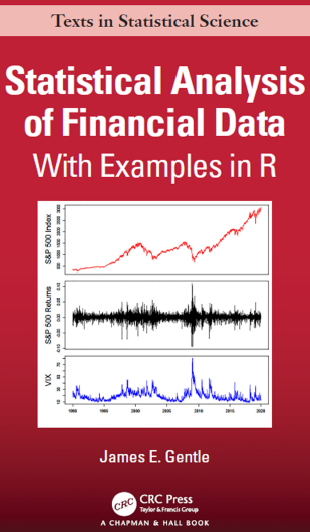 Texts in Statistical Science
Statistical Analysis
of Financial Data
With Examples in R
S&P 500 Index
S&P 500 Returns
VIX
1990 1995 2000 2005 2010 2015 2020
James E. Gentle
CRC
CRC Press
Taylor & Francis Group
A CHAPMAN & HALL BOOK